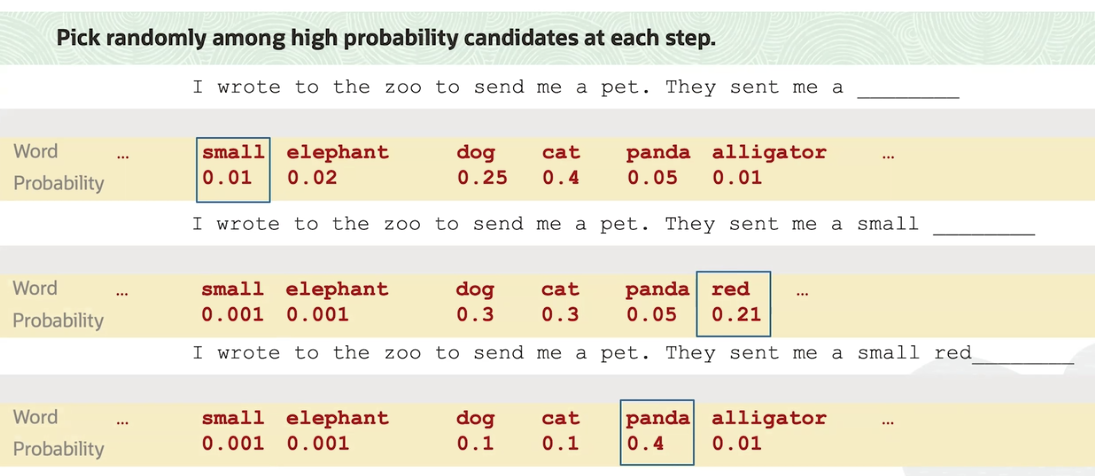 Pick randomly among high probability candidates at each step.
I wrote to the zoo to send me a pet. They sent me a ________
Word ... small elephant dog cat panda alligator ...
Probability 0.01 0.02 0.25 0.4 0.05 0.01
I wrote to the zoo to send me a pet. They sent me a small ________
Word ... small elephant dog cat panda red ...
Probability 0.001 0.001 0.3 0.3 0.05 0.21
I wrote to the zoo to send me a pet. They sent me a small red________
Word ... small elephant dog cat panda alligator ...
Probability 0.001 0.001 0.1 0.1 0.4 0.01